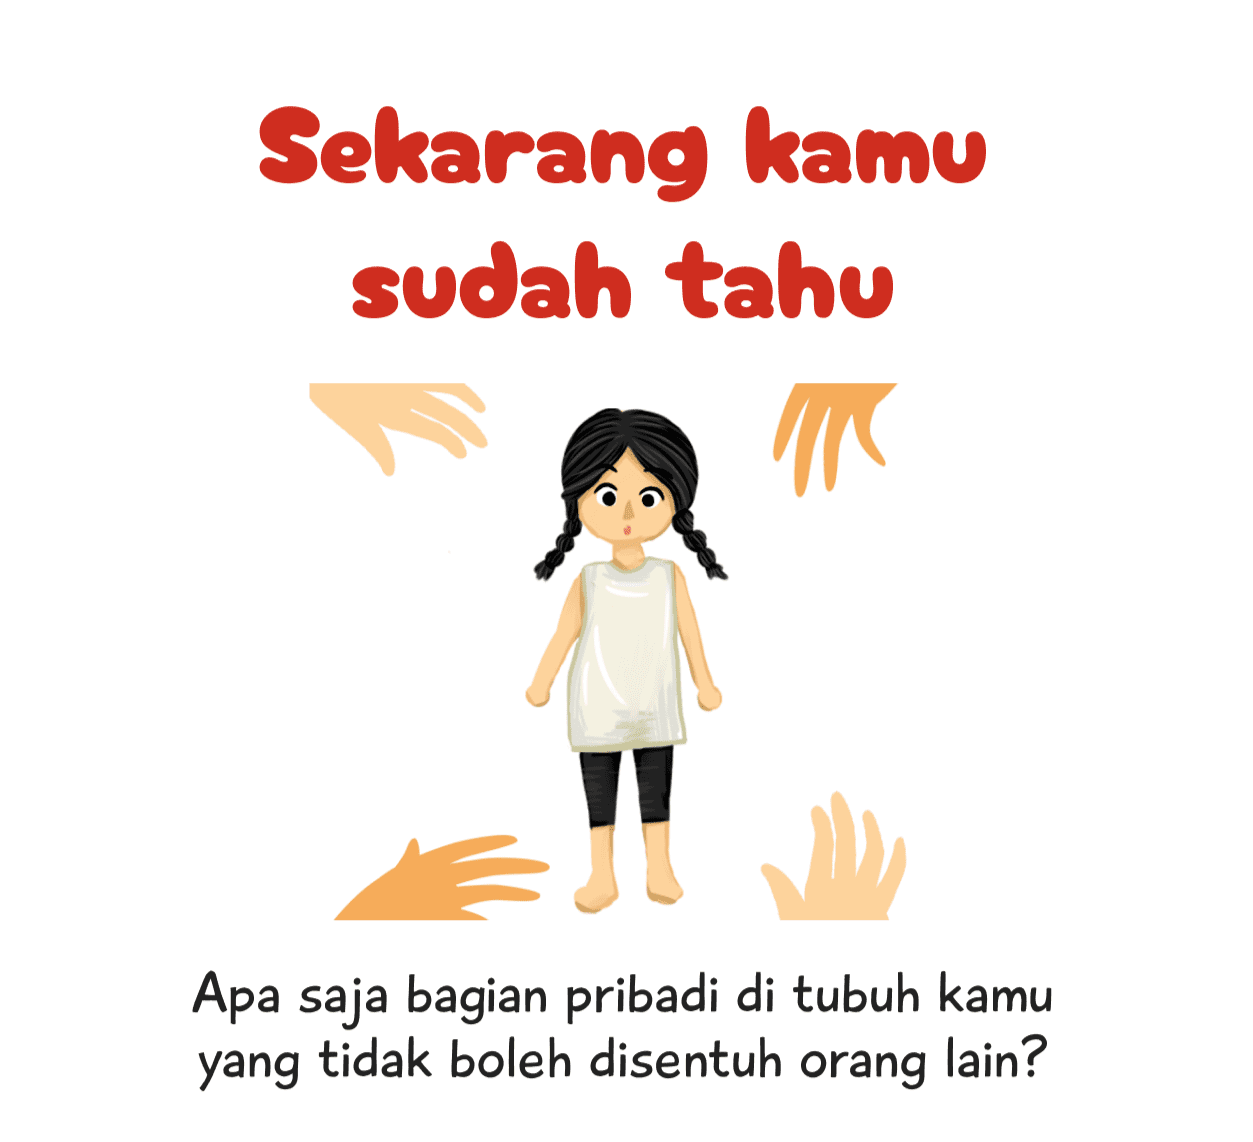 Sekarang kamu
sudah tahu
Apa saja bagian pribadi di tubuh kamu
yang tidak boleh disentuh orang lain?